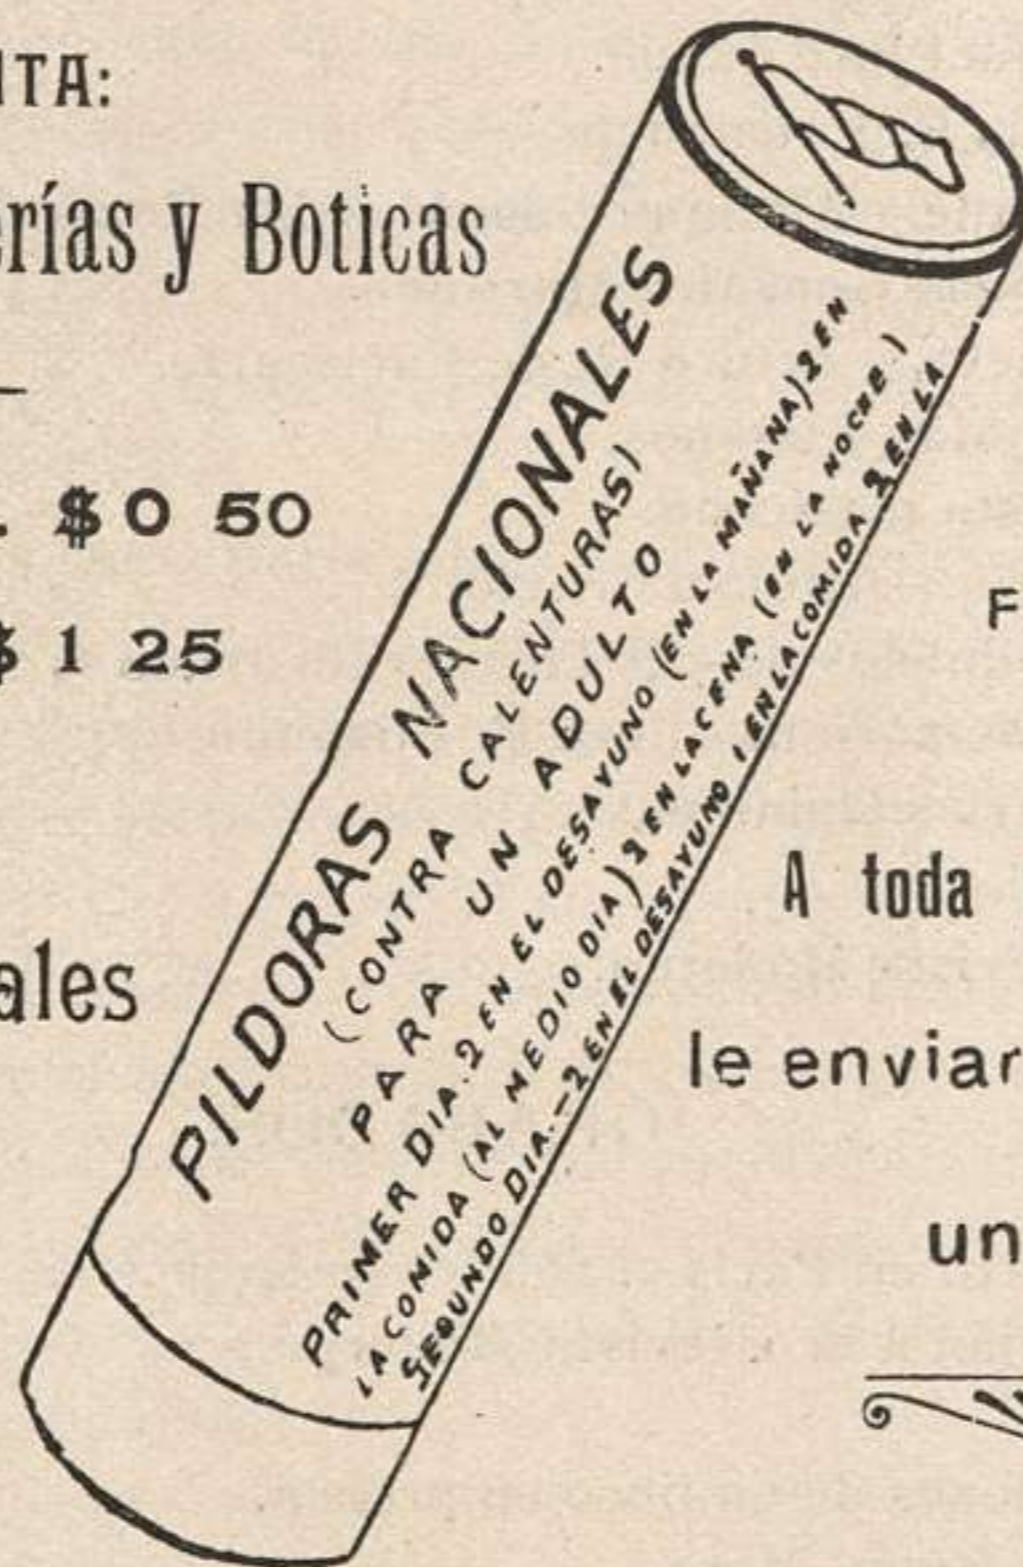 NTA:
erías y Boticas
. $ 0 50
$ 1 25
ales
PILDORAS NACIONALES
(CONTRA CALENTURAS)
PARA UN ADULTO
PRIMER DIA. 2 EN EL DESAYUNO (EN LA MAÑANA) 2 EN
LA COMIDA (AL MEDIO DIA) 2 EN LA CENA (EN LA NOCHE.)
SEGUNDO DIA.—2 EN EL DESAYUNO 1 EN LA COMIDA 2 EN LA
F
A toda
le enviar
un